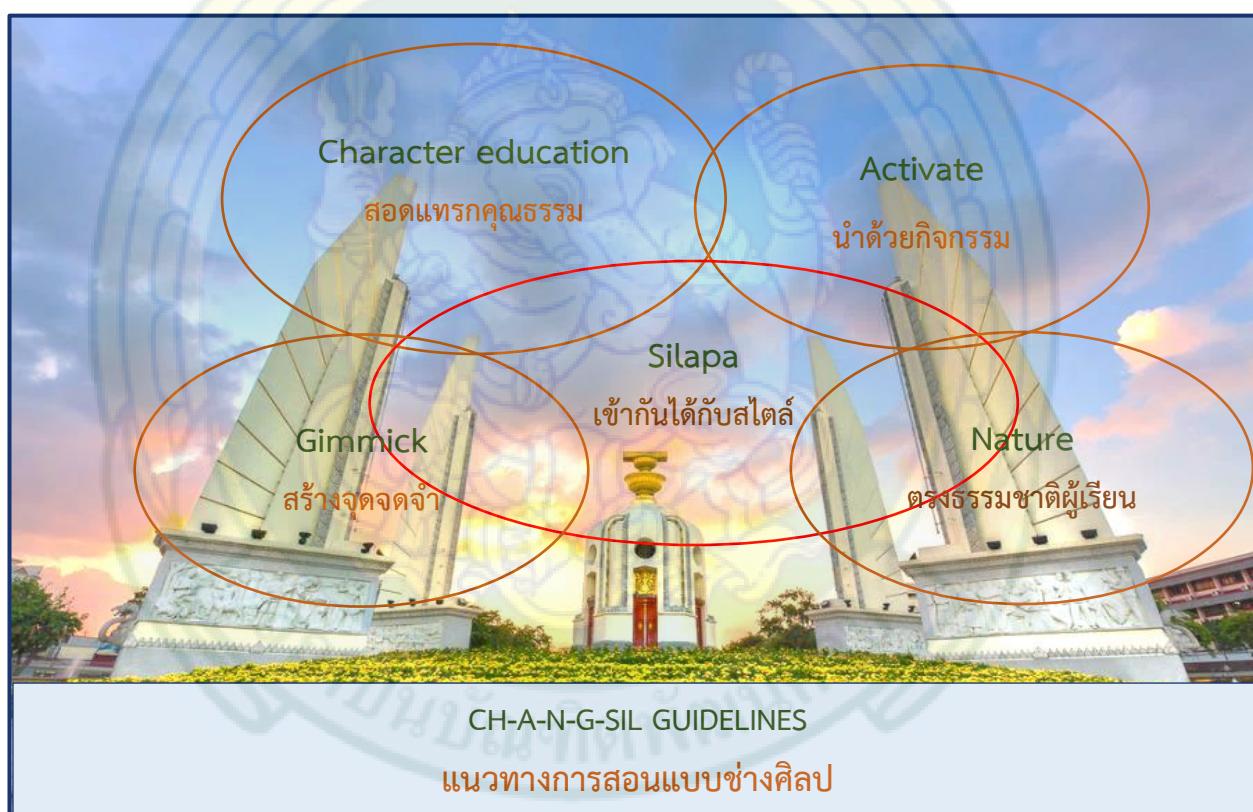 Character education
สอดแทรกคุณธรรม
Activate
นำด้วยกิจกรรม
Silapa
เข้ากันได้กับสไตล์
Gimmick
สร้างจุดจดจำ
Nature
ตรงธรรมชาติผู้เรียน
CH-A-N-G-SIL GUIDELINES
แนวทางการสอนแบบช่างศิลป